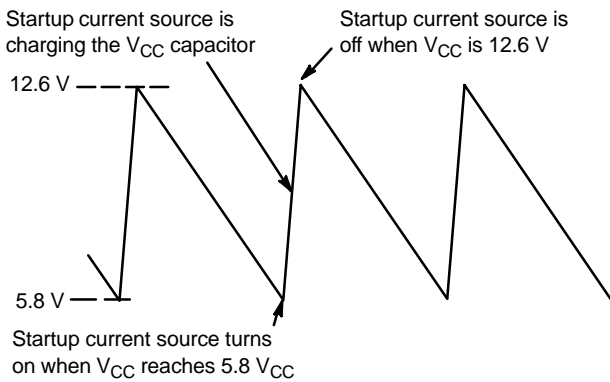 Startup current source is
charging the VCC capacitor
Startup current source is
off when VCC is 12.6 V
12.6 V
5.8 V
Startup current source turns
on when VCC reaches 5.8 VCC